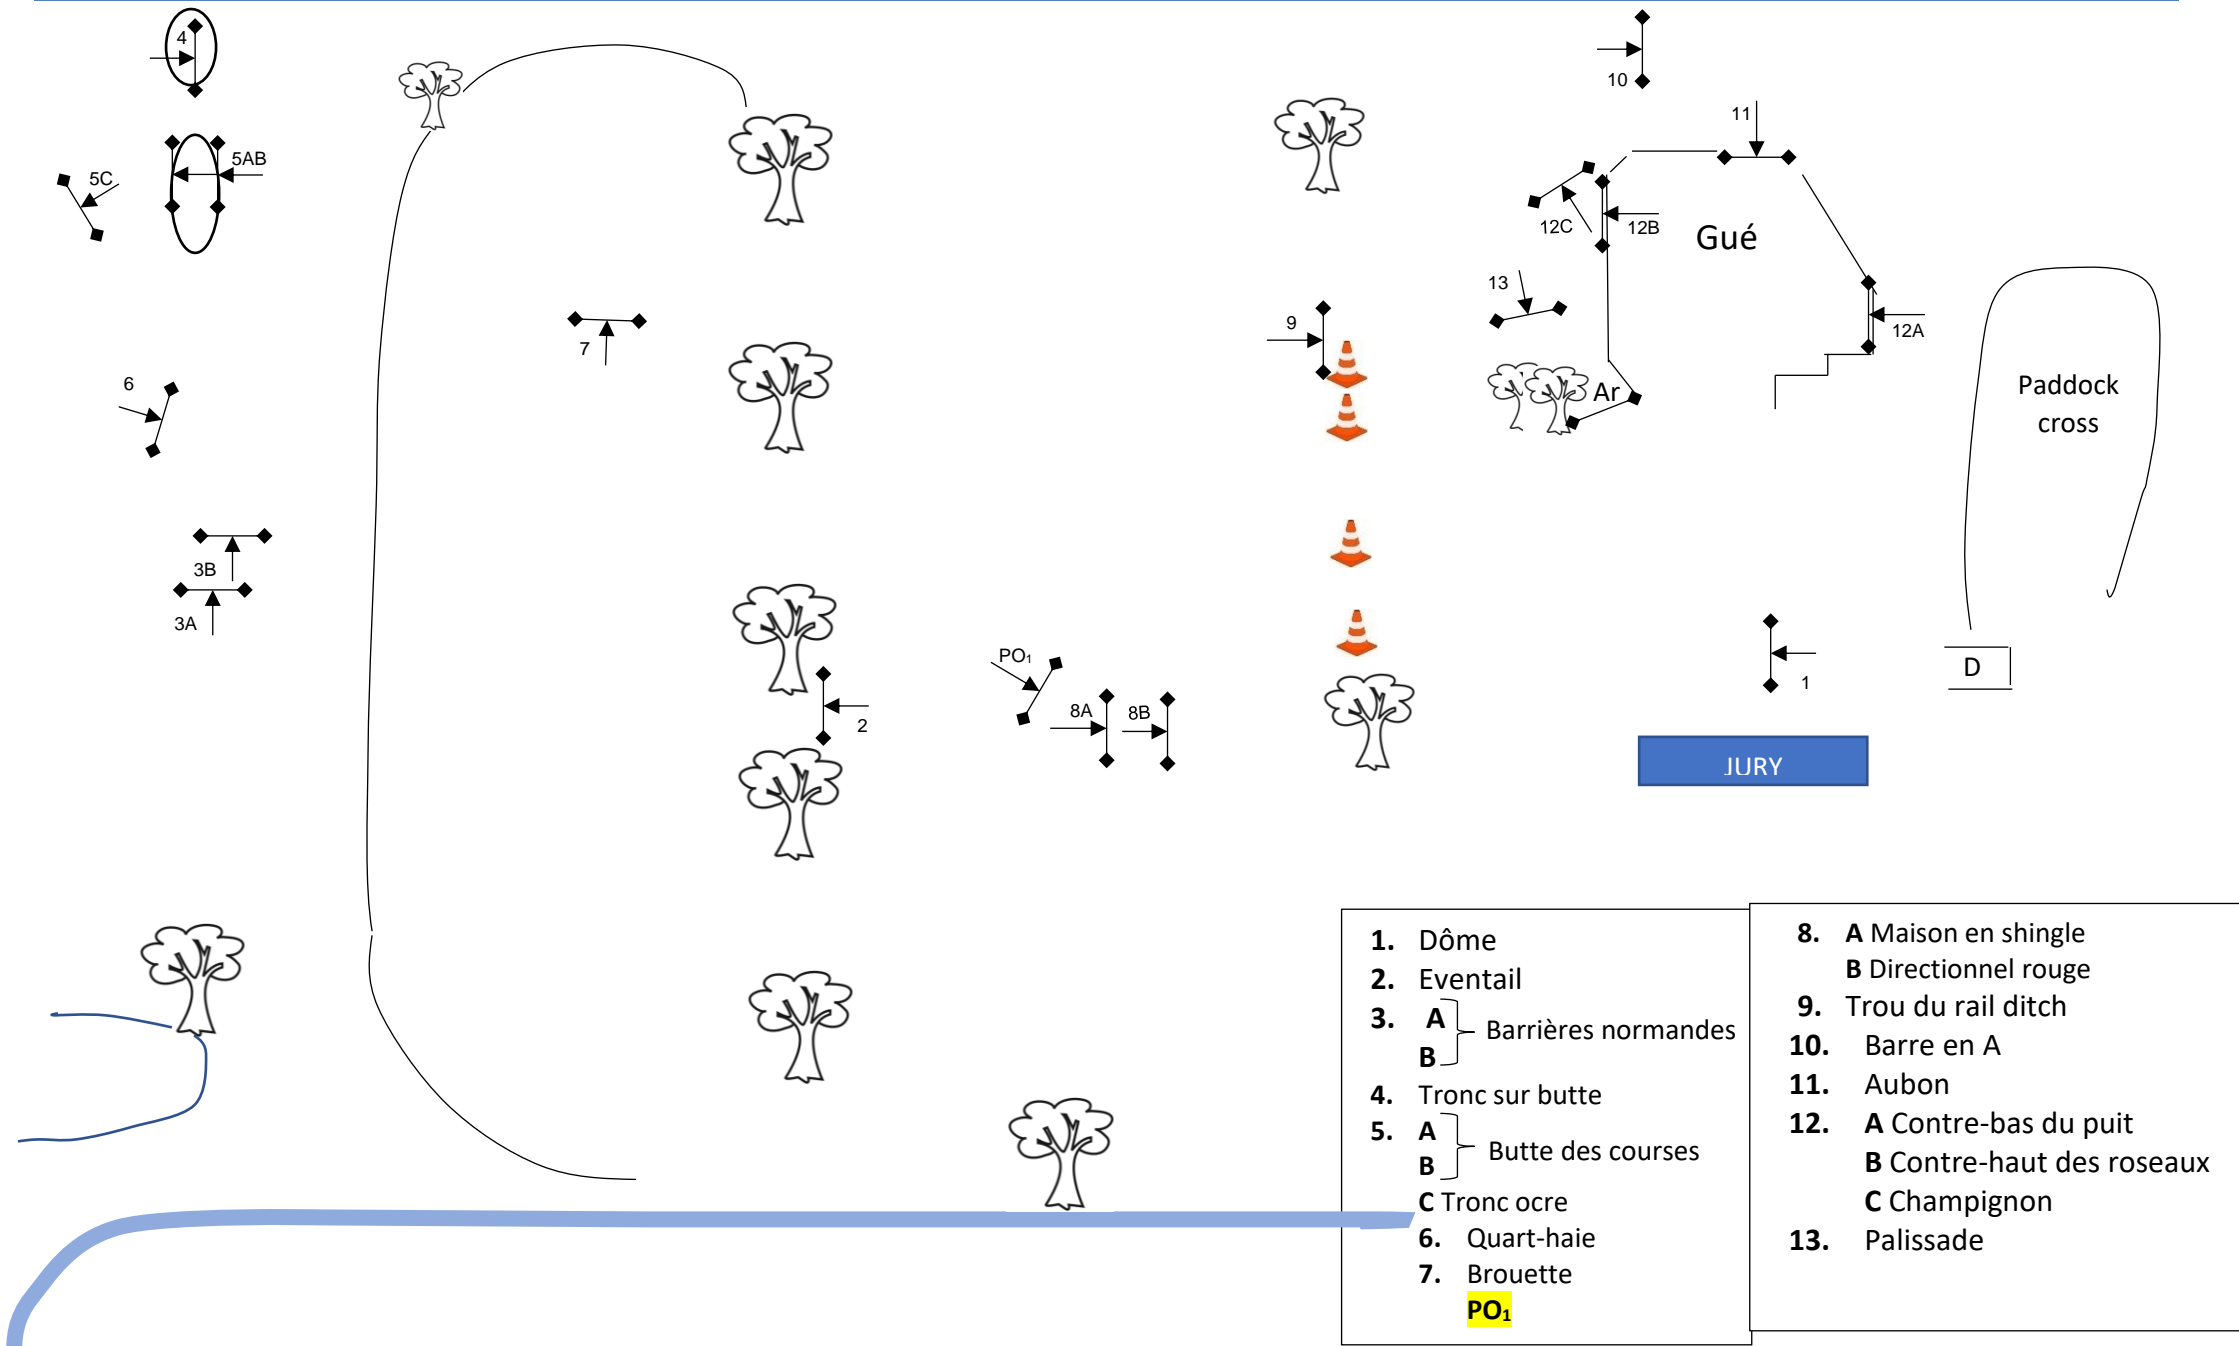 4
10
11
5AB
5C
12C
12B
Gué
13
9
12A
7
6
Ar
Paddock
cross
3B
3A
PO₁
D
1
8A
8B
2
JURY
1. Dôme
2. Eventail
3. A
Barrières normandes
B
4. Tronc sur butte
5. A
Butte des courses
B
C Tronc ocre
6. Quart-haie
7. Brouette
PO₁
8. A Maison en shingle
B Directionnel rouge
9. Trou du rail ditch
10. Barre en A
11. Aubon
12. A Contre-bas du puit
B Contre-haut des roseaux
C Champignon
13. Palissade